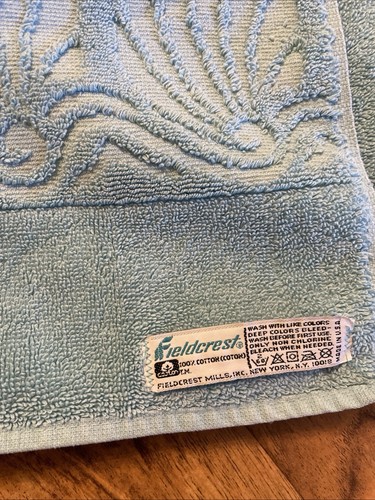 Fieldcrest®
100% COTTON (COTON)
T.M.
FIELDCREST MILLS, INC. NEW YORK, N.Y. 10018
WASH WITH LIKE COLORS
DEEP COLORS BLEED-
WASH BEFORE FIRST USE.
ONLY NON CHLORINE
BLEACH WHEN NEEDED.
MADE IN U.S.A.